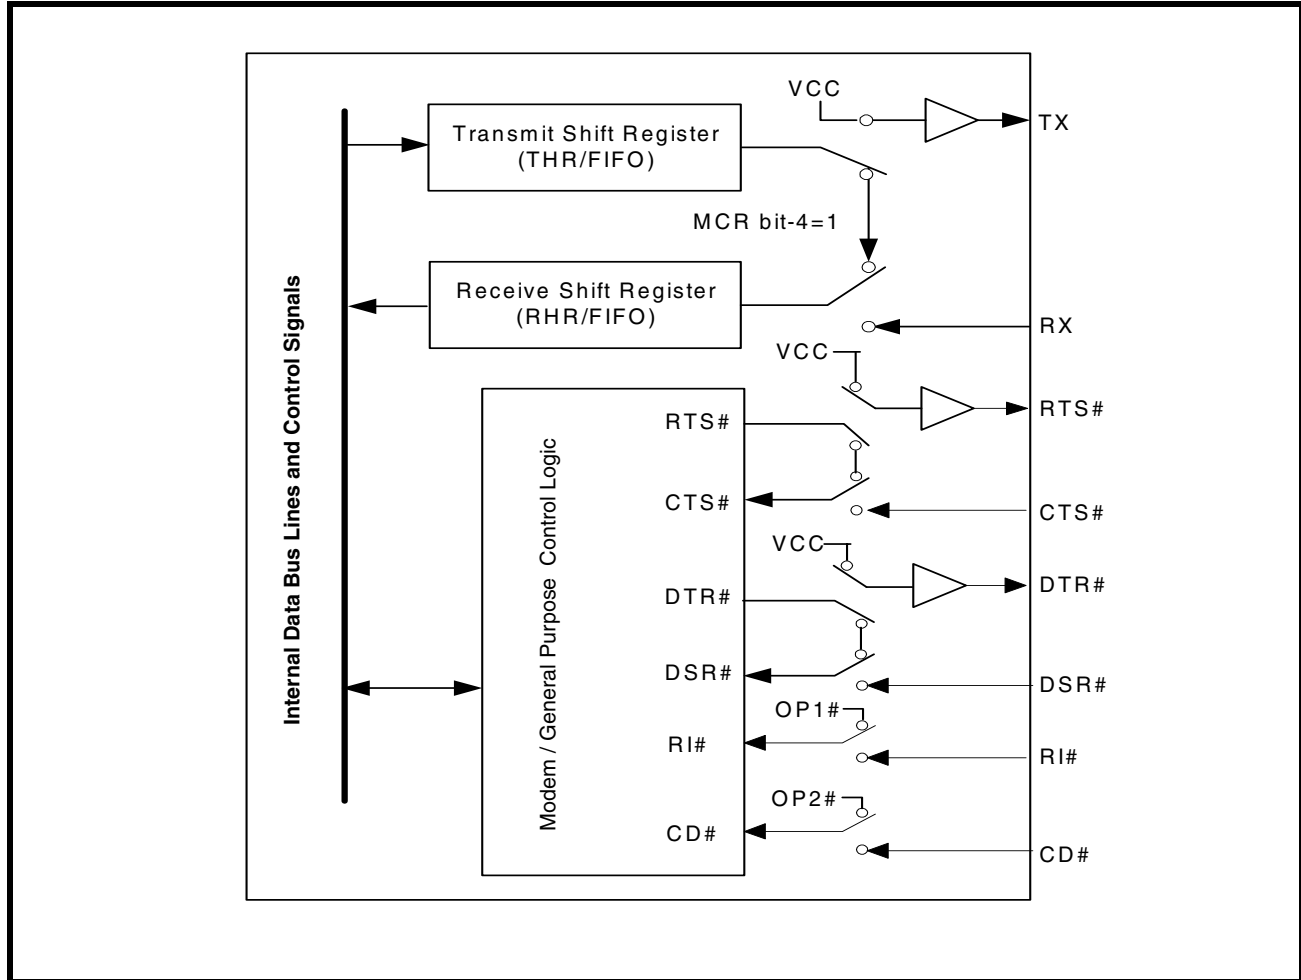 VCC
TX
Transmit Shift Register
(THR/FIFO)
MCR bit-4=1
Receive Shift Register
(RHR/FIFO)
RX
VCC
RTS#
RTS#
CTS#
CTS#
VCC
DTR#
DTR#
DSR#
DSR#
OP1#
RI#
RI#
OP2#
CD#
CD#
Internal Data Bus Lines and Control Signals
Modem / General Purpose Control Logic